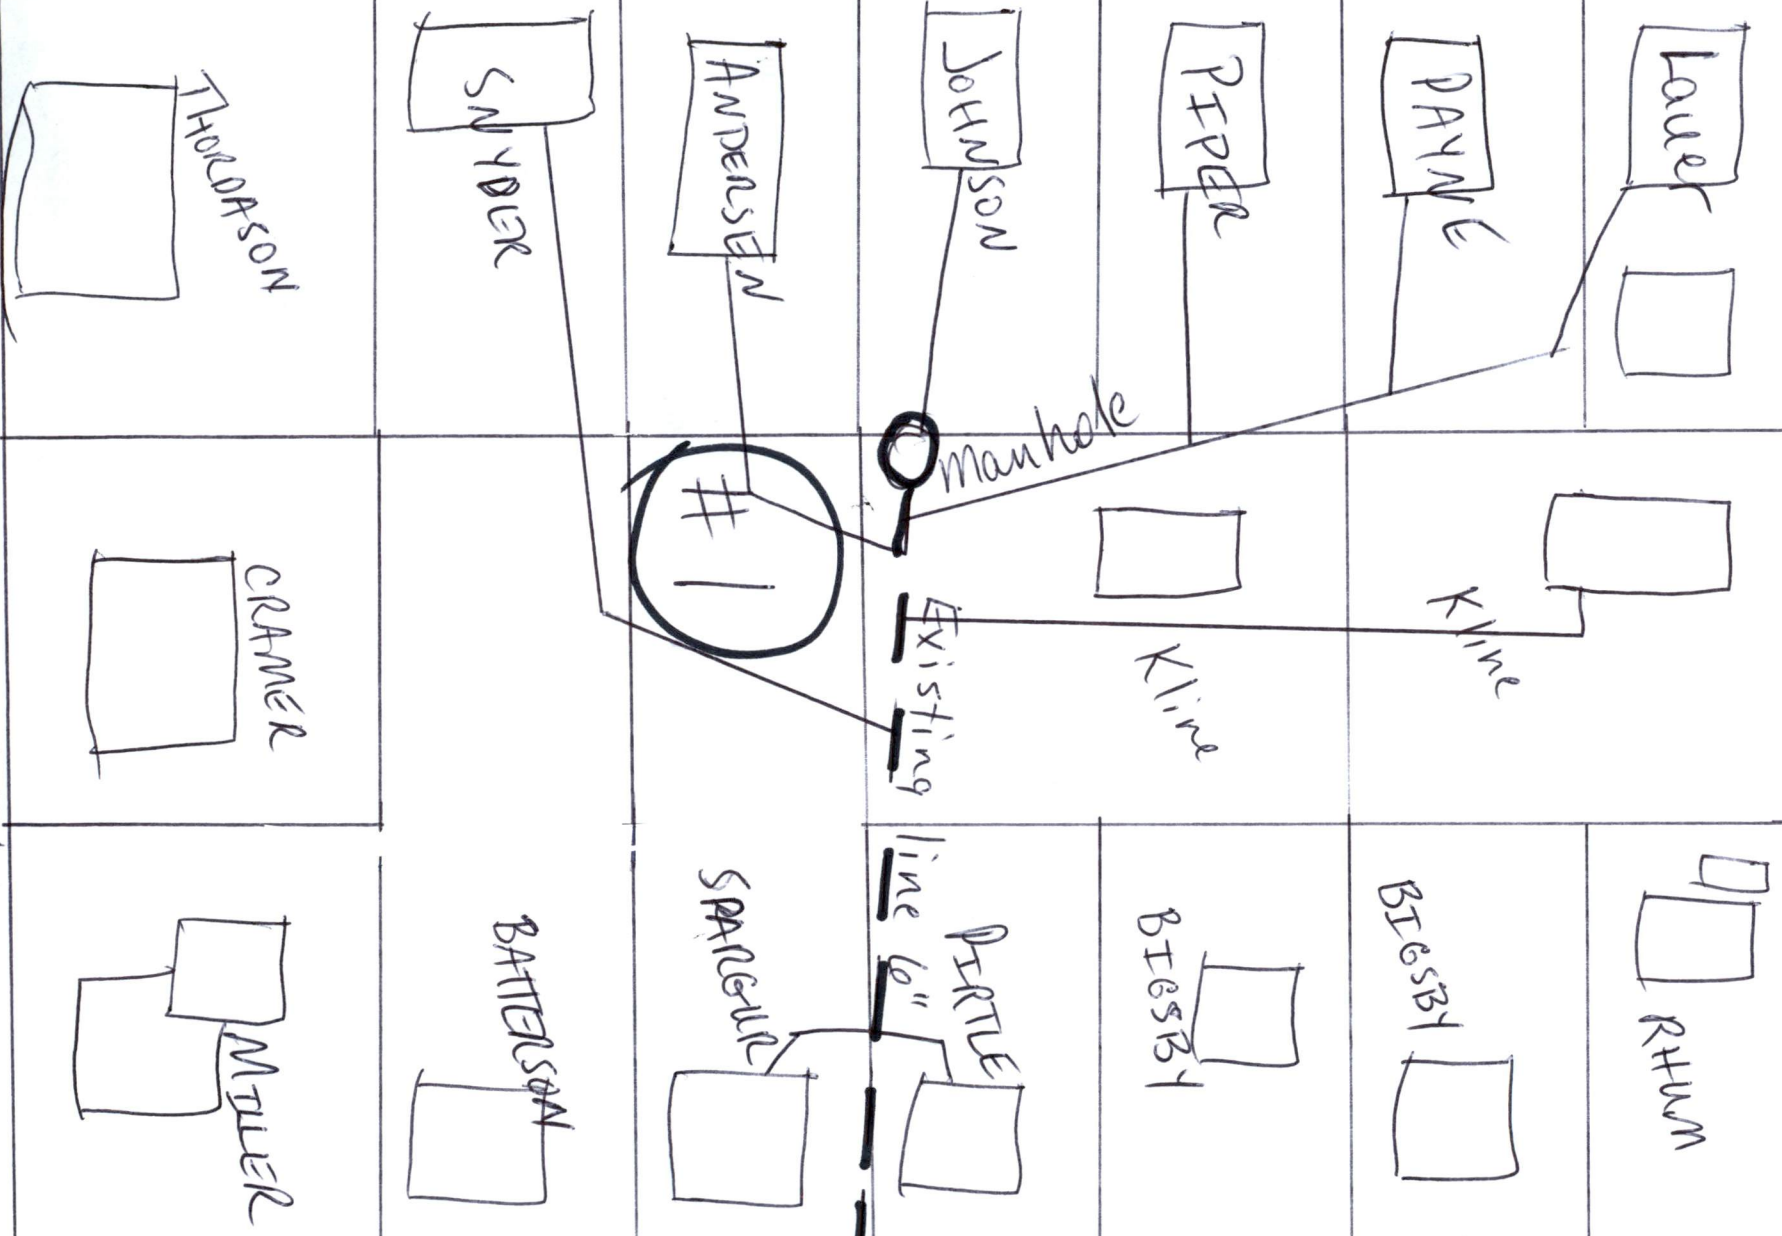 THORDASON
SNYDER
ANDERSEN
JOHNSON
PIPER
PAYNE
Lauer
Manhole
# 1
CRAMER
Existing line 6"
Kline
Kline
MILLER
BATTERSON
SPARGUR
PIRTLE
BIGSBY
BIGSBY
RHUM